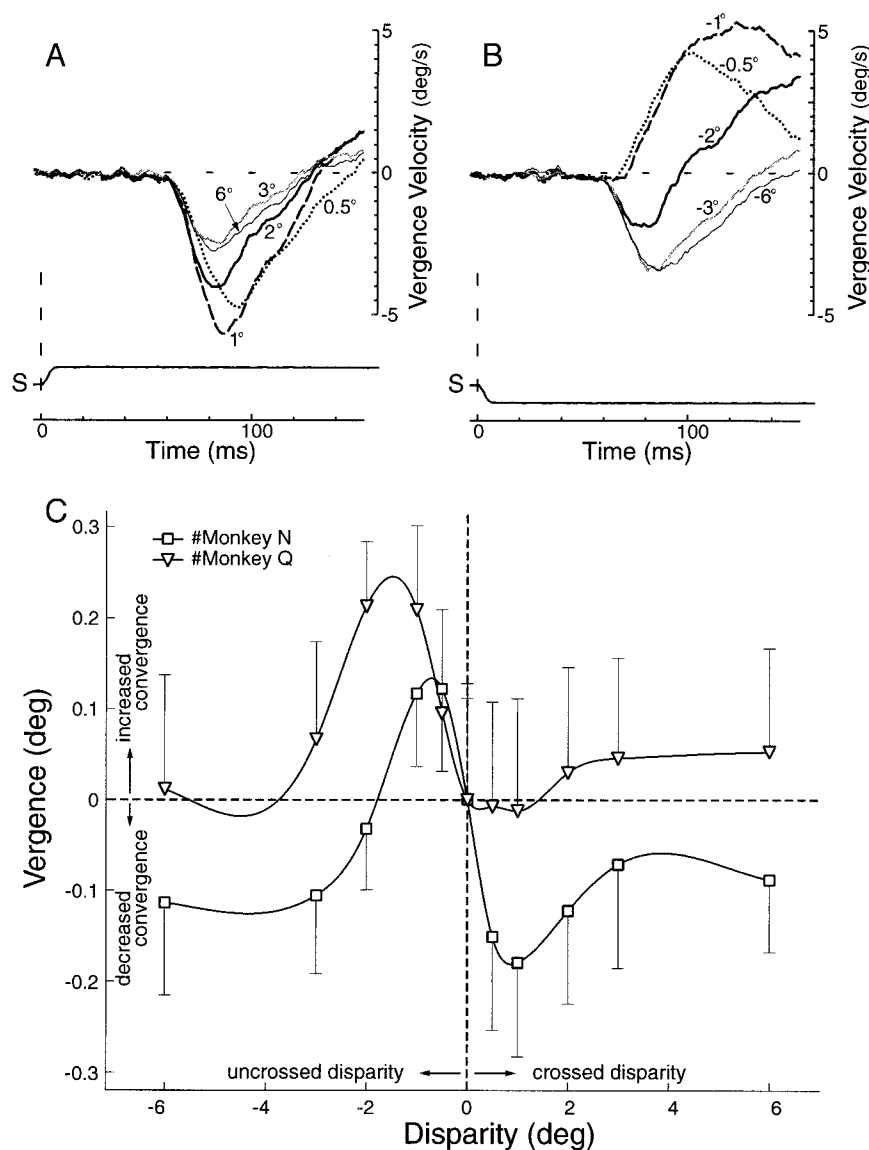 A
5
Vergence Velocity (deg/s)
0
-5
6°
3°
2°
0.5°
1°
S
0
100
Time (ms)
B
5
Vergence Velocity (deg/s)
0
-5
-1°
-0.5°
-2°
-3°
-6°
S
0
100
Time (ms)
C
#Monkey N
#Monkey Q
0.3
0.2
0.1
0
-0.1
-0.2
-0.3
Vergence (deg)
increased
convergence
decreased
convergence
uncrossed disparity
crossed disparity
-6
-4
-2
0
2
4
6
Disparity (deg)